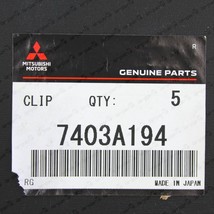 R
MITSUBISHI
MOTORS
GENUINE PARTS
CLIP QTY: 5
7403A194
RG MADE IN JAPAN